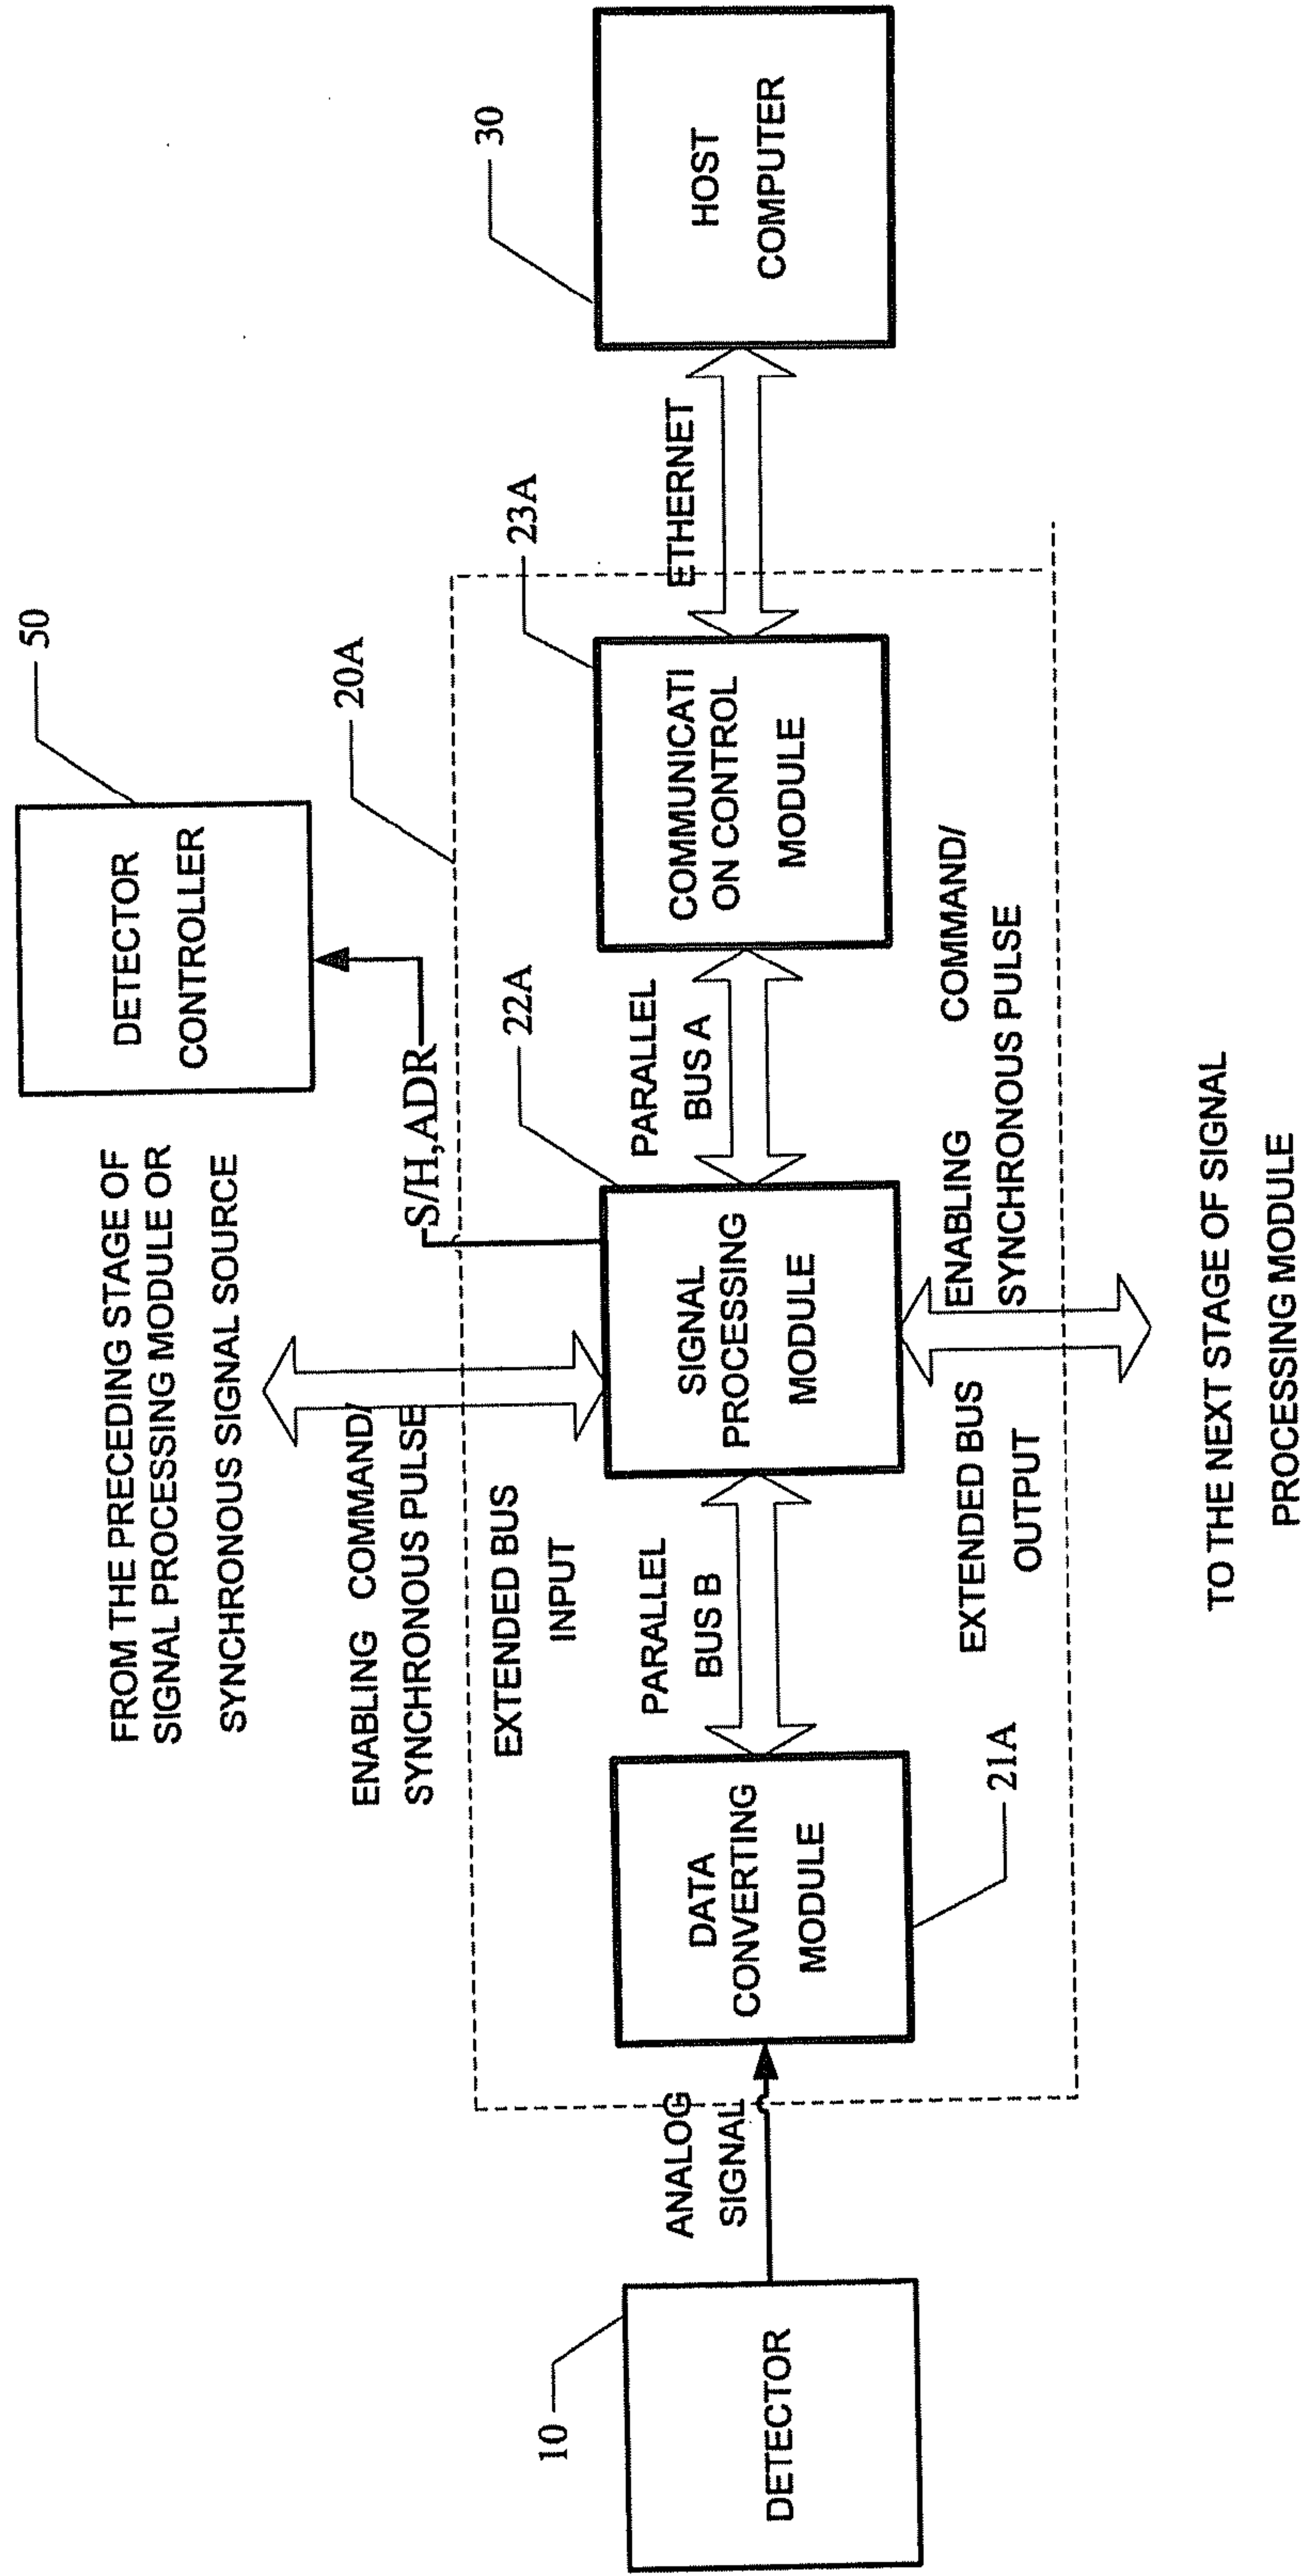 50
DETECTOR
CONTROLLER
FROM THE PRECEDING STAGE OF
SIGNAL PROCESSING MODULE OR
SYNCHRONOUS SIGNAL SOURCE
20A
S/H,ADR
ENABLING COMMAND/
SYNCHRONOUS PULSE
EXTENDED BUS
INPUT
22A
23A
30
10
DETECTOR
ANALOG
SIGNAL
DATA
CONVERTING
MODULE
21A
PARALLEL
BUS B
SIGNAL
PROCESSING
MODULE
PARALLEL
BUS A
COMMUNICATI
ON CONTROL
MODULE
ETHERNET
HOST
COMPUTER
EXTENDED BUS
OUTPUT
ENABLING COMMAND/
SYNCHRONOUS PULSE
TO THE NEXT STAGE OF SIGNAL
PROCESSING MODULE